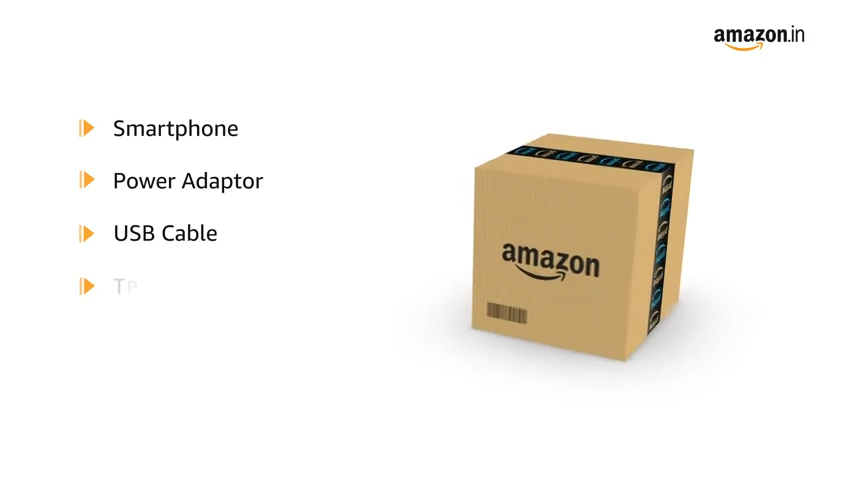 amazon.in
Smartphone
Power Adaptor
USB Cable
amazon